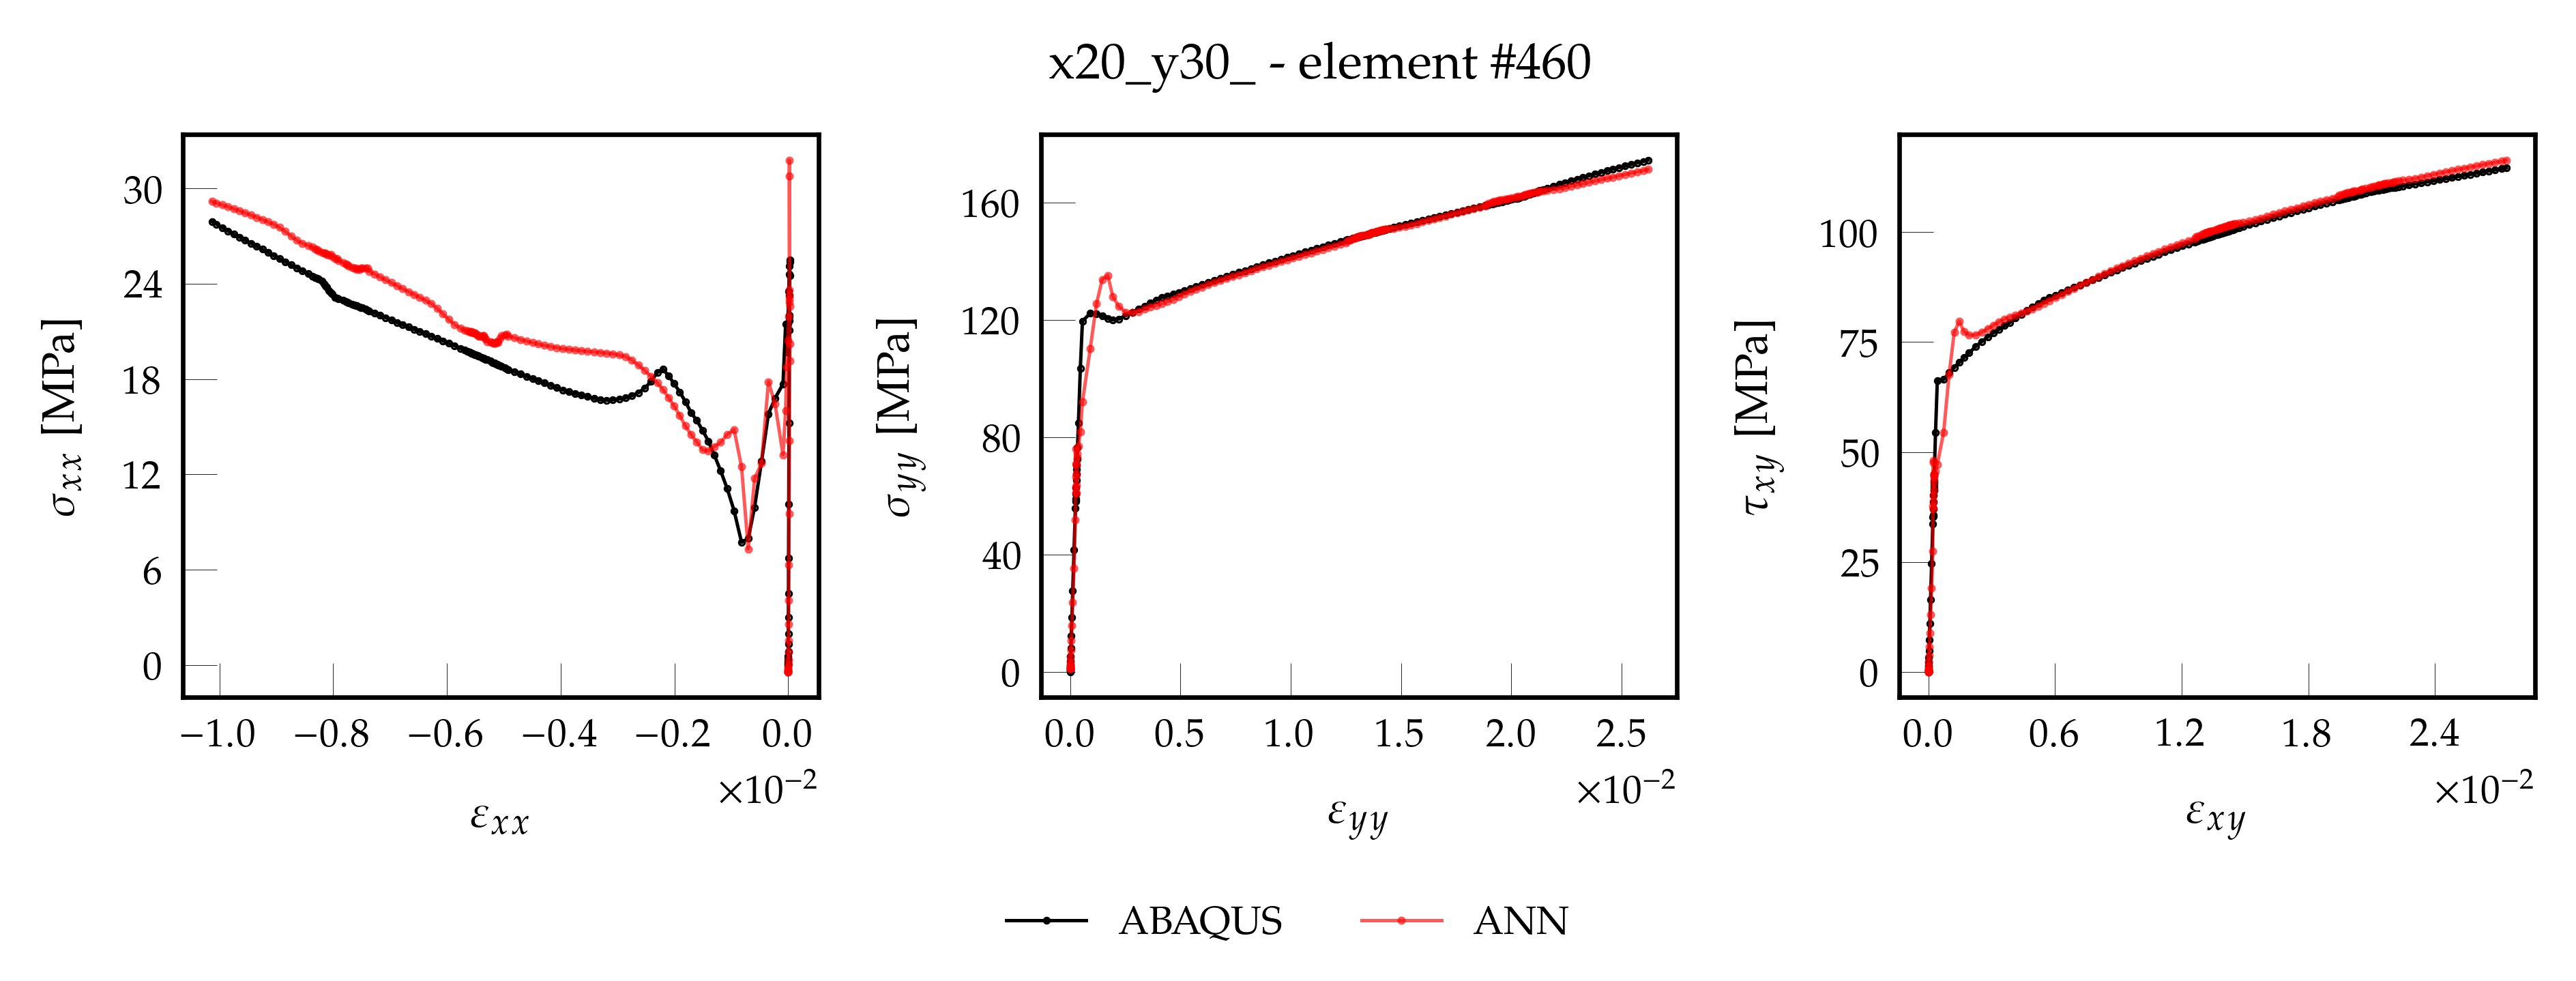 x20_y30_ - element #460
σxx [MPa]
30
24
18
12
6
0
−1.0 −0.8 −0.6 −0.4 −0.2 0.0
×10−2
εxx
σyy [MPa]
160
120
80
40
0
0.0 0.5 1.0 1.5 2.0 2.5
×10−2
εyy
τxy [MPa]
100
75
50
25
0
0.0 0.6 1.2 1.8 2.4
×10−2
εxy
ABAQUS ANN